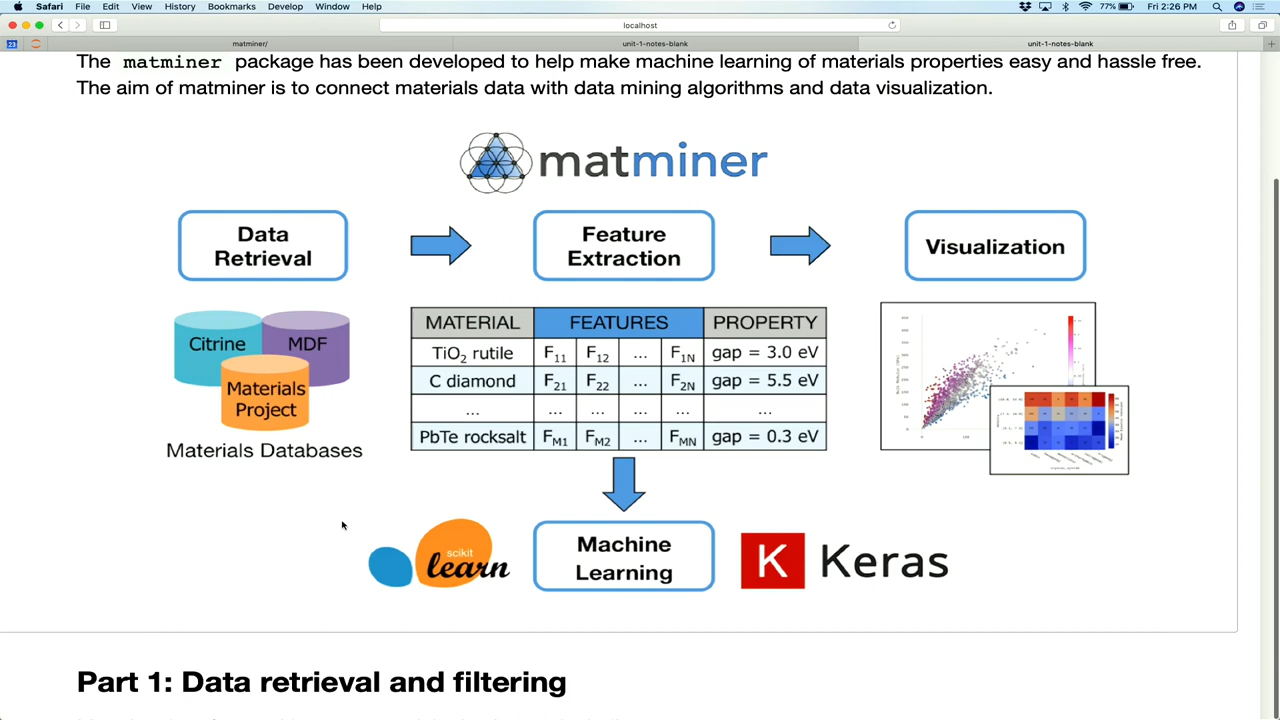 Safari File Edit View History Bookmarks Develop Window Help 77% Fri 2:26 PM
localhost
23 matminer/ unit-1-notes-blank unit-1-notes-blank
The matminer package has been developed to help make machine learning of materials properties easy and hassle free.
The aim of matminer is to connect materials data with data mining algorithms and data visualization.
matminer
Data
Retrieval
Feature
Extraction
Visualization
Citrine MDF
Materials
Project
Materials Databases
MATERIAL FEATURES PROPERTY
TiO2 rutile F11 F12 ... F1N gap = 3.0 eV
C diamond F21 F22 ... F2N gap = 5.5 eV
... ... ... ... ... ...
PbTe rocksalt FM1 FM2 ... FMN gap = 0.3 eV
scikit
learn
Machine
Learning
K Keras
Part 1: Data retrieval and filtering